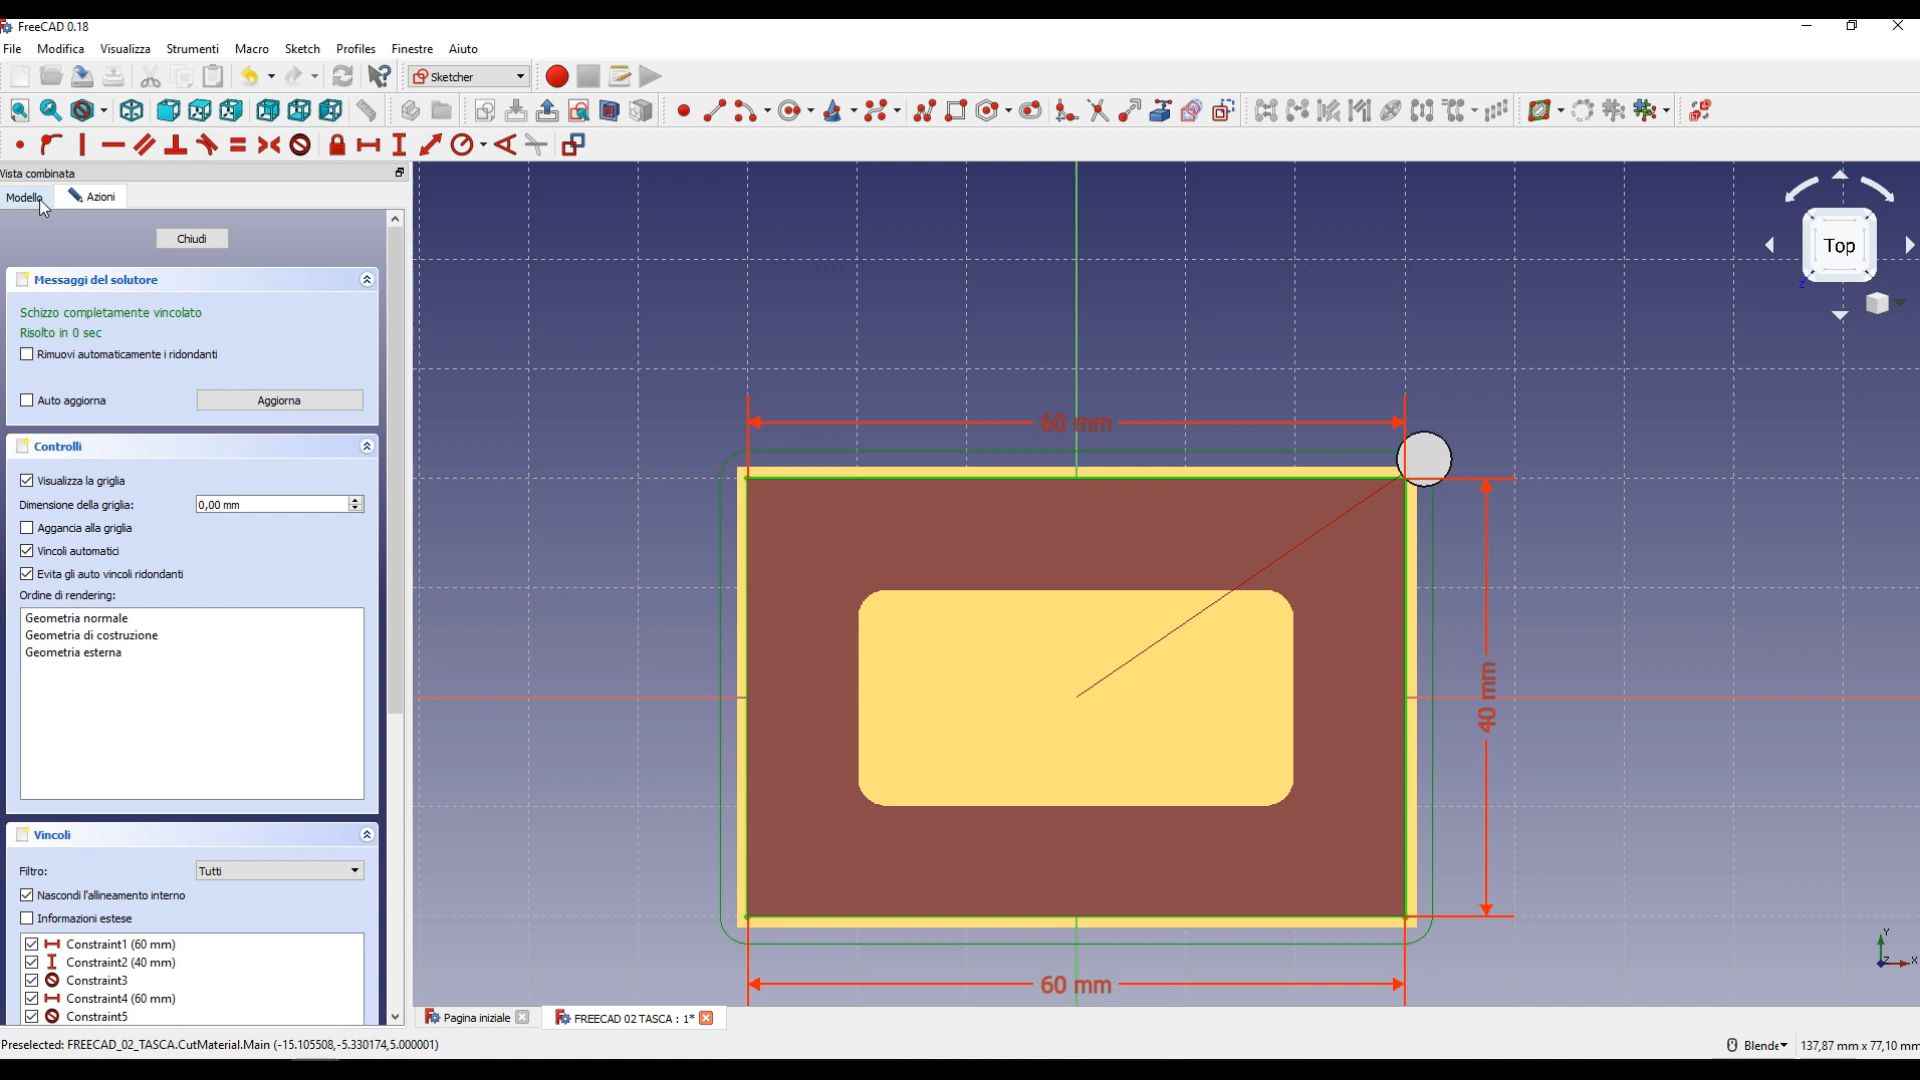 FreeCAD 0.18
File Modifica Visualizza Strumenti Macro Sketch Profiles Finestre Aiuto
Sketcher
Vista combinata
Modello Azioni
Chiudi
Messaggi del solutore
Schizzo completamente vincolato
Risolto in 0 sec
Rimuovi automaticamente i ridondanti
Auto aggiorna Aggiorna
Controlli
Visualizza la griglia
Dimensione della griglia: 0,00 mm
Aggancia alla griglia
Vincoli automatici
Evita gli auto vincoli ridondanti
Ordine di rendering:
Geometria normale
Geometria di costruzione
Geometria esterna
Vincoli
Filtro: Tutti
Nascondi l'allineamento interno
Informazioni estese
Constraint1 (60 mm)
Constraint2 (40 mm)
Constraint3
Constraint4 (60 mm)
Constraint5
Top
Z
60 mm
40 mm
60 mm
Y
Z X
Pagina iniziale FREECAD 02 TASCA : 1*
Preselected: FREECAD_02_TASCA.CutMaterial.Main (-15.105508,-5.330174,5.000001) Blende 137,87 mm x 77,10 mm